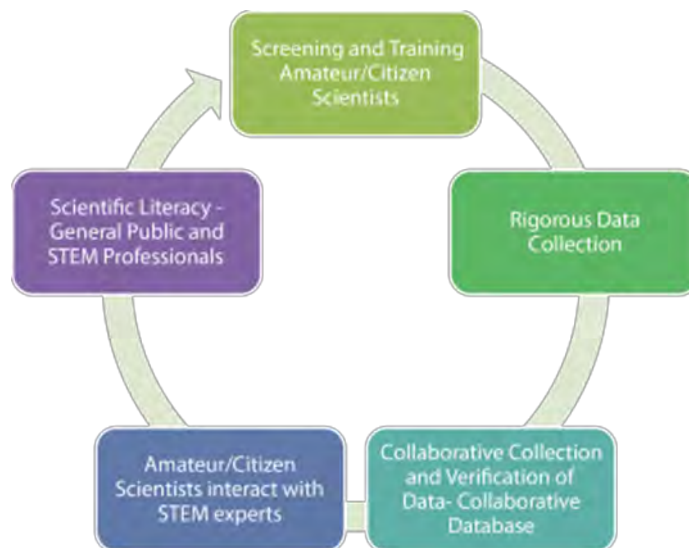 Screening and Training
Amateur/Citizen
Scientists
Rigorous Data
Collection
Collaborative Collection
and Verification of
Data- Collaborative
Database
Amateur/Citizen
Scientists interact with
STEM experts
Scientific Literacy -
General Public and
STEM Professionals